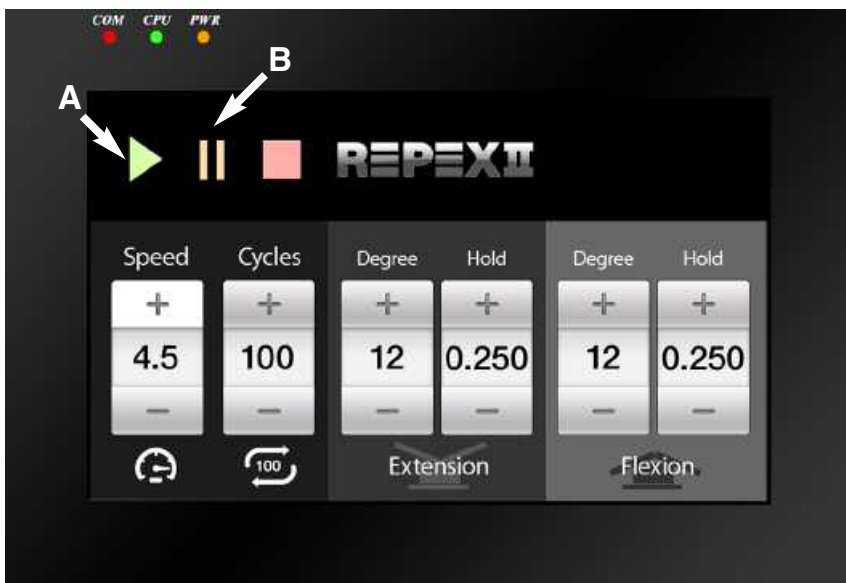 COM CPU PWR
B
A
REPEX II
Speed Cycles Degree Hold Degree Hold
+ + + + + +
4.5 100 12 0.250 12 0.250
- - - - - -
100 Extension Flexion